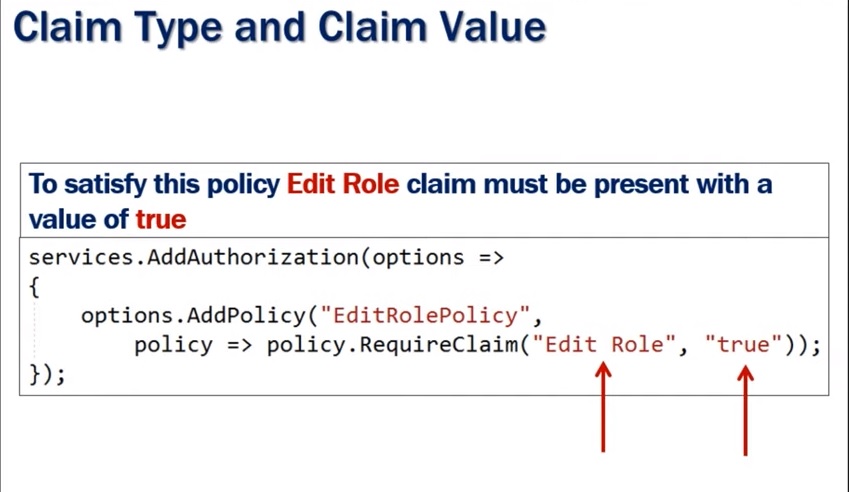 Claim Type and Claim Value
To satisfy this policy Edit Role claim must be present with a
value of true
services.AddAuthorization(options =>
{
    options.AddPolicy("EditRolePolicy",
        policy => policy.RequireClaim("Edit Role", "true"));
});